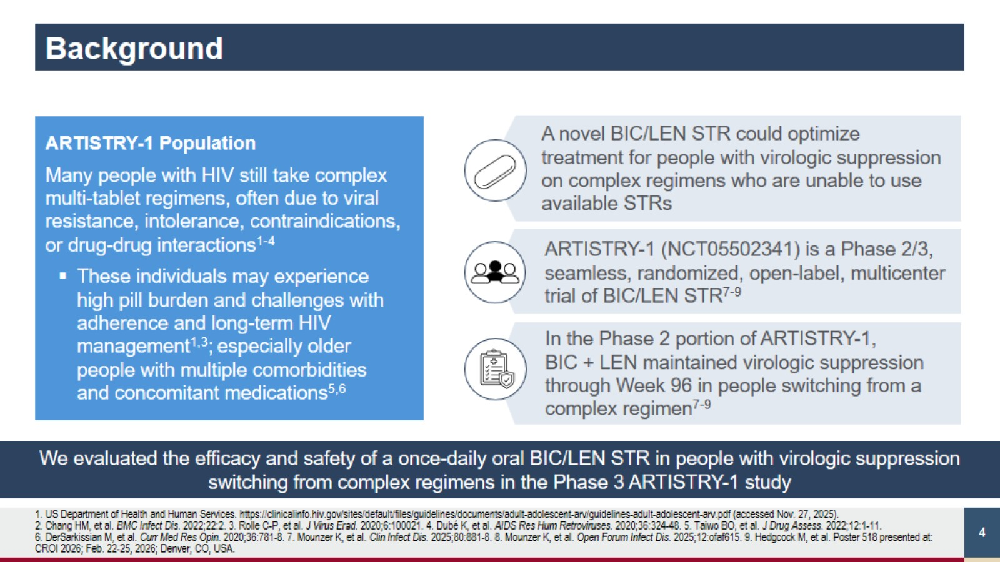 Background
ARTISTRY-1 Population
Many people with HIV still take complex
multi-tablet regimens, often due to viral
resistance, intolerance, contraindications,
or drug-drug interactions1-4
▪ These individuals may experience
high pill burden and challenges with
adherence and long-term HIV
management1,3; especially older
people with multiple comorbidities
and concomitant medications5,6
A novel BIC/LEN STR could optimize
treatment for people with virologic suppression
on complex regimens who are unable to use
available STRs
ARTISTRY-1 (NCT05502341) is a Phase 2/3,
seamless, randomized, open-label, multicenter
trial of BIC/LEN STR7-9
In the Phase 2 portion of ARTISTRY-1,
BIC + LEN maintained virologic suppression
through Week 96 in people switching from a
complex regimen7-9
We evaluated the efficacy and safety of a once-daily oral BIC/LEN STR in people with virologic suppression
switching from complex regimens in the Phase 3 ARTISTRY-1 study
1. US Department of Health and Human Services. https://clinicalinfo.hiv.gov/sites/default/files/guidelines/documents/adult-adolescent-arv/guidelines-adult-adolescent-arv.pdf (accessed Nov. 27, 2025).
2. Chang HM, et al. BMC Infect Dis. 2022;22:2. 3. Rolle C-P, et al. J Virus Erad. 2020;6:100021. 4. Dubé K, et al. AIDS Res Hum Retroviruses. 2020;36:324-48. 5. Taiwo BO, et al. J Drug Assess. 2022;12:1-11.
6. DerSarkissian M, et al. Curr Med Res Opin. 2020;36:781-8. 7. Mounzer K, et al. Clin Infect Dis. 2025;80:881-8. 8. Mounzer K, et al. Open Forum Infect Dis. 2025;12:ofaf615. 9. Hedgcock M, et al. Poster 518 presented at:
CROI 2026; Feb. 22-25, 2026; Denver, CO, USA.
4